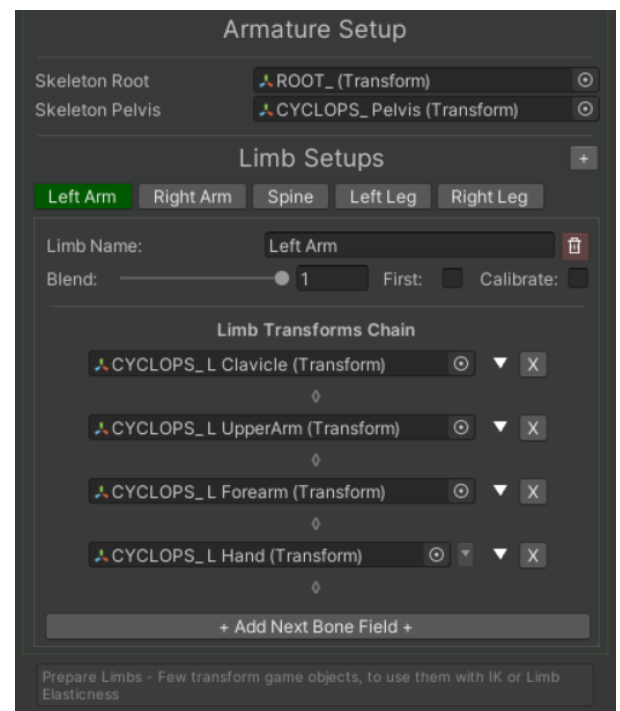 Armature Setup
Skeleton Root ROOT_ (Transform)
Skeleton Pelvis CYCLOPS_ Pelvis (Transform)
Limb Setups +
Left Arm Right Arm Spine Left Leg Right Leg
Limb Name: Left Arm
Blend: 1 First: Calibrate:
Limb Transforms Chain
CYCLOPS_ L Clavicle (Transform) X
CYCLOPS_ L UpperArm (Transform) X
CYCLOPS_ L Forearm (Transform) X
CYCLOPS_ L Hand (Transform) X
+ Add Next Bone Field +
Prepare Limbs - Few transform game objects, to use them with IK or Limb
Elasticness